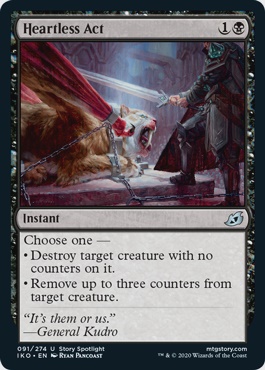 Heartless Act 1
Instant
Choose one —
• Destroy target creature with no
counters on it.
• Remove up to three counters from
target creature.
"It's them or us."
—General Kudro
091/274 U Story Spotlight mtgstory.com
IKO • EN Ryan Pancoast ™ & © 2020 Wizards of the Coast